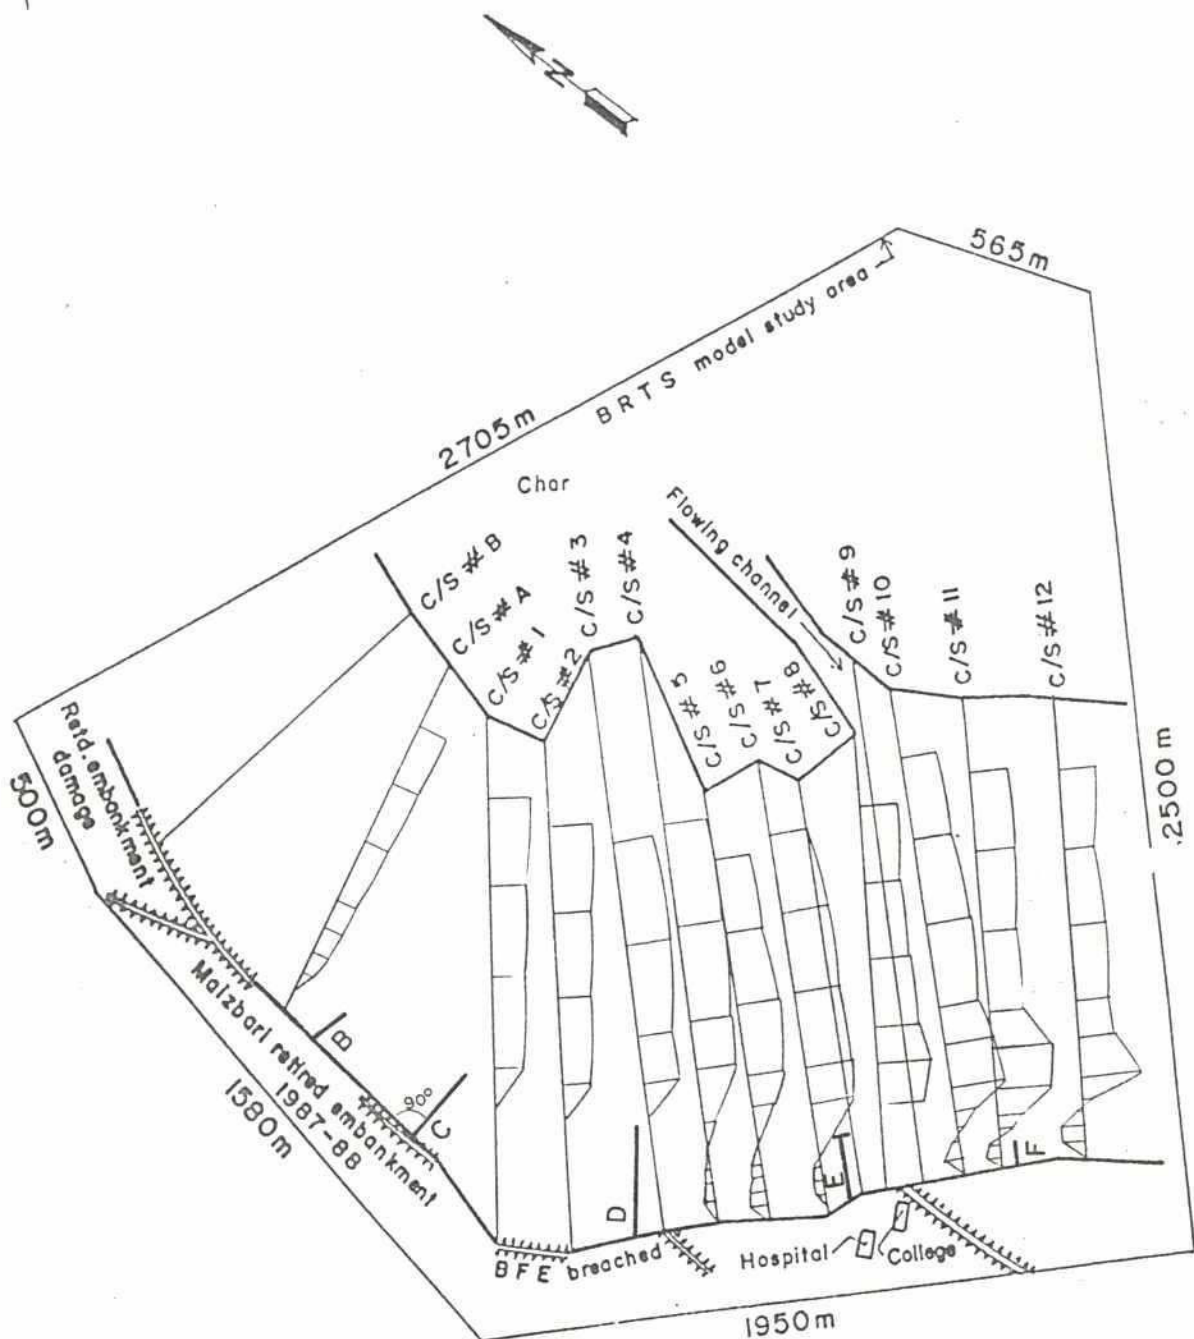 N
565m
BRTS model study area
2705m
Char
Flowing channel
C/S # B
C/S # A
C/S # 1
C/S # 2
C/S # 3
C/S # 4
C/S # 5
C/S # 6
C/S # 7
C/S # 8
C/S # 9
C/S # 10
C/S # 11
C/S # 12
Retd. embankment
damage
500m
2500m
Malzbari retired embankment
1987-88
1580m
B
90°
C
D
E
F
BFE breached
Hospital
College
1950m